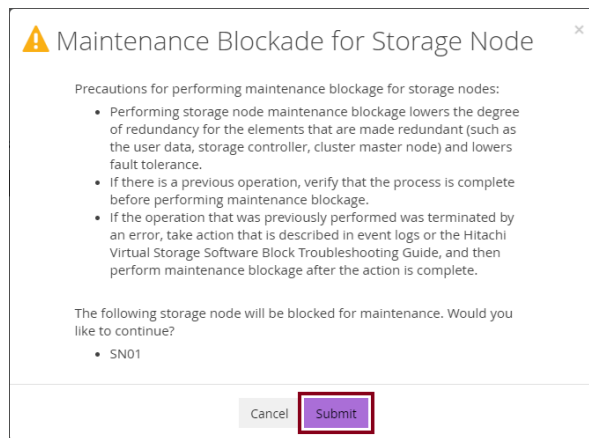 Maintenance Blockade for Storage Node
×
Precautions for performing maintenance blockage for storage nodes:
• Performing storage node maintenance blockage lowers the degree
of redundancy for the elements that are made redundant (such as
the user data, storage controller, cluster master node) and lowers
fault tolerance.
• If there is a previous operation, verify that the process is complete
before performing maintenance blockage.
• If the operation that was previously performed was terminated by
an error, take action that is described in event logs or the Hitachi
Virtual Storage Software Block Troubleshooting Guide, and then
perform maintenance blockage after the action is complete.
The following storage node will be blocked for maintenance. Would you
like to continue?
• SN01
Cancel Submit